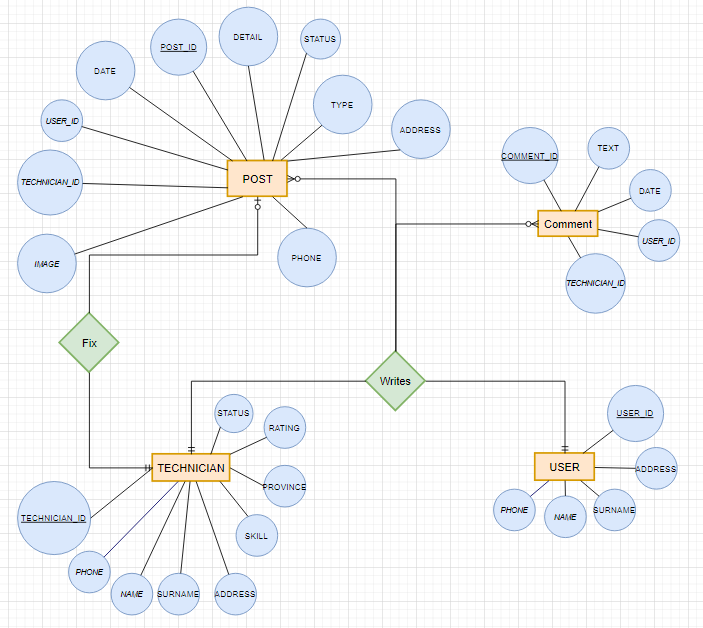 DETAIL
STATUS
POST_ID
DATE
TYPE
USER_ID
ADDRESS
TECHNICIAN_ID
POST
IMAGE
PHONE
COMMENT_ID
TEXT
DATE
Comment
USER_ID
TECHNICIAN_ID
Fix
Writes
STATUS
RATING
TECHNICIAN
PROVINCE
TECHNICIAN_ID
SKILL
PHONE
NAME
SURNAME
ADDRESS
USER_ID
USER
ADDRESS
PHONE
NAME
SURNAME